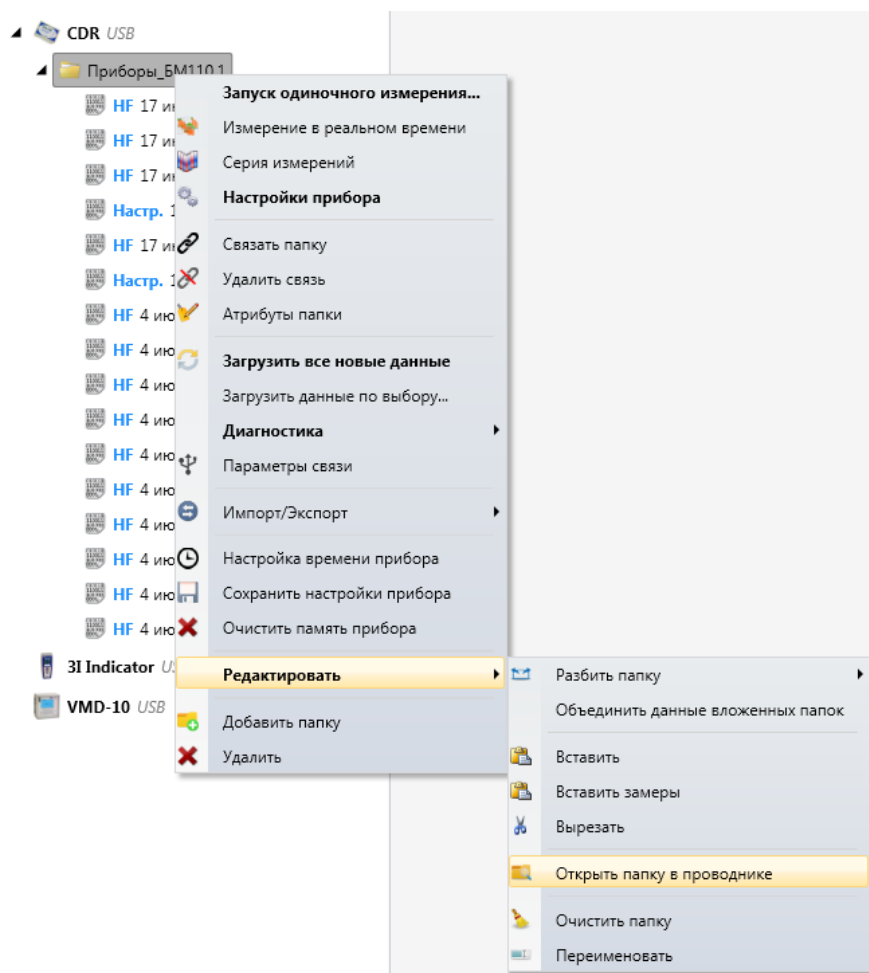 CDR USB
Приборы_БМ110.1
HF 17 ию
HF 17 ию
HF 17 ию
Настр. 1
HF 17 ию
Настр. 1
HF 4 ию
HF 4 ию
HF 4 ию
HF 4 ию
HF 4 ию
HF 4 ию
HF 4 ию
HF 4 ию
HF 4 ию
HF 4 ию
3I Indicator US
VMD-10 USB
Запуск одиночного измерения...
Измерение в реальном времени
Серия измерений
Настройки прибора
Связать папку
Удалить связь
Атрибуты папки
Загрузить все новые данные
Загрузить данные по выбору...
Диагностика
Параметры связи
Импорт/Экспорт
Настройка времени прибора
Сохранить настройки прибора
Очистить память прибора
Редактировать
Добавить папку
Удалить
Разбить папку
Объединить данные вложенных папок
Вставить
Вставить замеры
Вырезать
Открыть папку в проводнике
Очистить папку
Переименовать